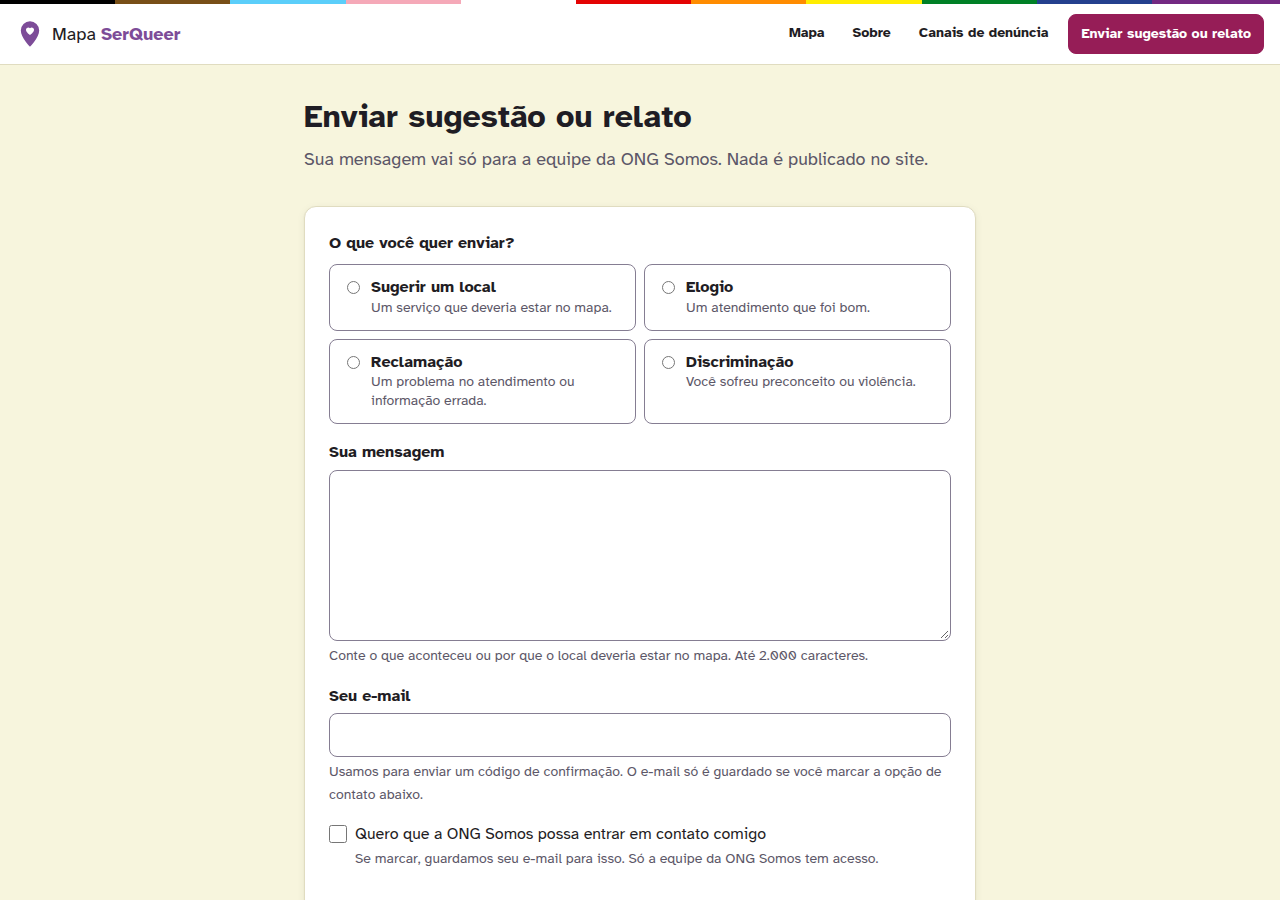 Mapa SerQueer
Mapa
Sobre
Canais de denúncia
Enviar sugestão ou relato
Enviar sugestão ou relato
Sua mensagem vai só para a equipe da ONG Somos. Nada é publicado no site.
O que você quer enviar?
Sugerir um local
Um serviço que deveria estar no mapa.
Elogio
Um atendimento que foi bom.
Reclamação
Um problema no atendimento ou
informação errada.
Discriminação
Você sofreu preconceito ou violência.
Sua mensagem
Conte o que aconteceu ou por que o local deveria estar no mapa. Até 2.000 caracteres.
Seu e-mail
Usamos para enviar um código de confirmação. O e-mail só é guardado se você marcar a opção de
contato abaixo.
Quero que a ONG Somos possa entrar em contato comigo
Se marcar, guardamos seu e-mail para isso. Só a equipe da ONG Somos tem acesso.